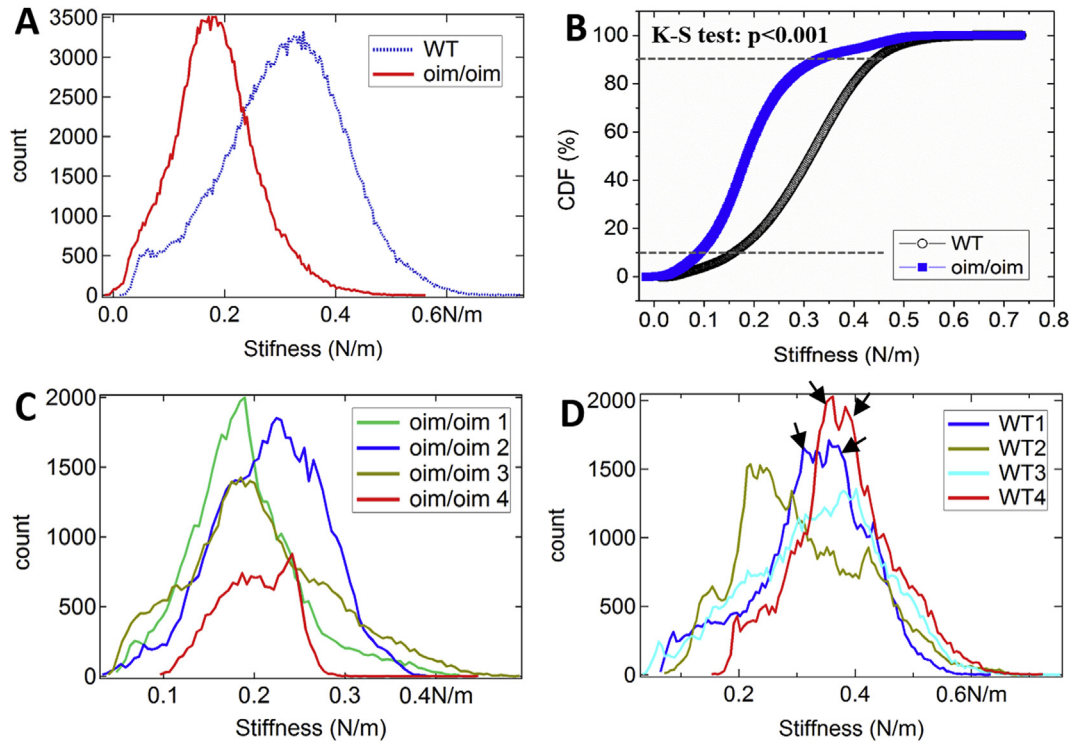 A
WT
oim/oim
3500
3000
2500
2000
1500
1000
500
0
count
0.0
0.2
0.4
0.6N/m
Stifness (N/m)
B
K-S test: p<0.001
100
80
60
40
20
0
CDF (%)
WT
oim/oim
0.0
0.1
0.2
0.3
0.4
0.5
0.6
0.7
0.8
Stiffness (N/m)
C
oim/oim 1
oim/oim 2
oim/oim 3
oim/oim 4
2000
1500
1000
500
0
count
0.1
0.2
0.3
0.4N/m
Stiffness (N/m)
D
WT1
WT2
WT3
WT4
2000
1500
1000
500
0
count
0.2
0.4
0.6N/m
Stiffness (N/m)